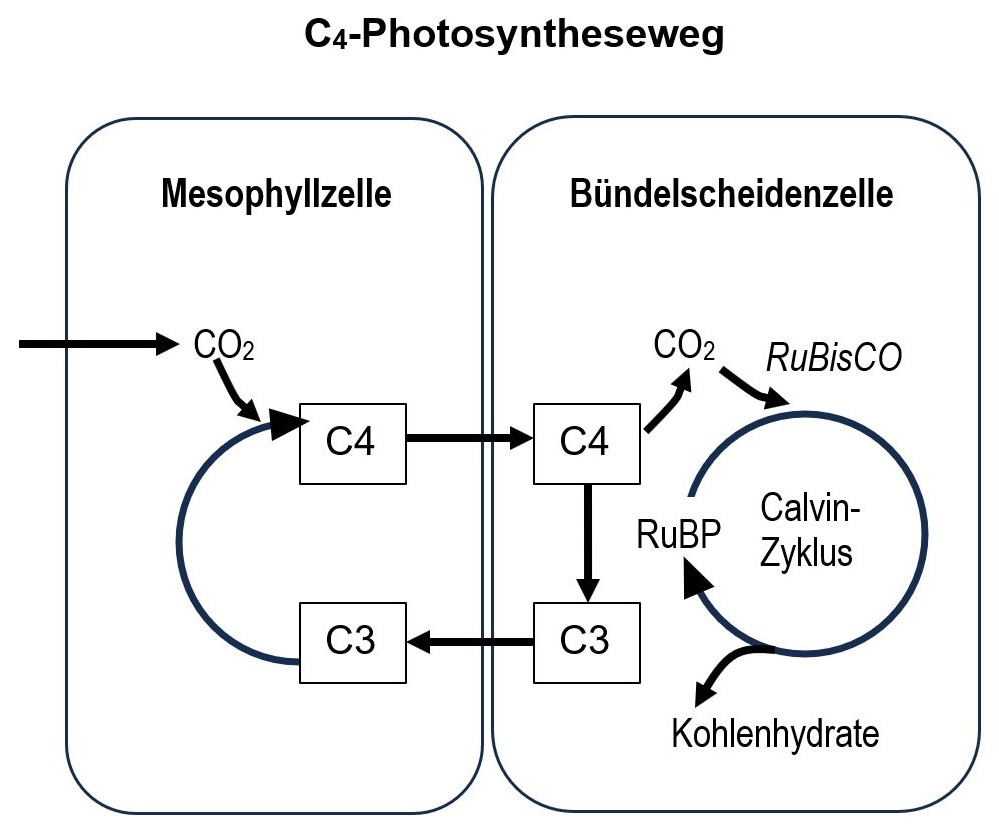 C₄-Photosyntheseweg
Mesophyllzelle
Bündelscheidenzelle
CO₂
CO₂
RuBisCO
C4
C4
RuBP
Calvin-
Zyklus
C3
C3
Kohlenhydrate